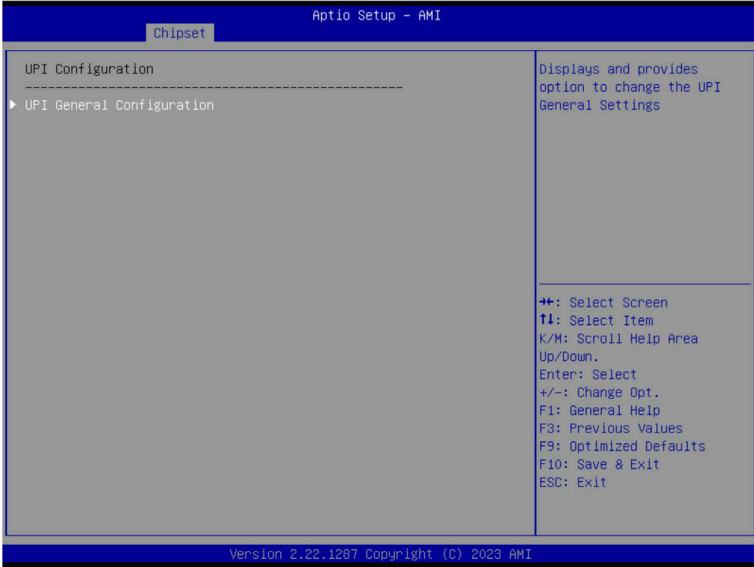 Aptio Setup – AMI
Chipset
UPI Configuration
--------------------------------------------------
▶ UPI General Configuration
Displays and provides
option to change the UPI
General Settings
→←: Select Screen
↑↓: Select Item
K/M: Scroll Help Area
Up/Down.
Enter: Select
+/-: Change Opt.
F1: General Help
F3: Previous Values
F9: Optimized Defaults
F10: Save & Exit
ESC: Exit
Version 2.22.1287 Copyright (C) 2023 AMI